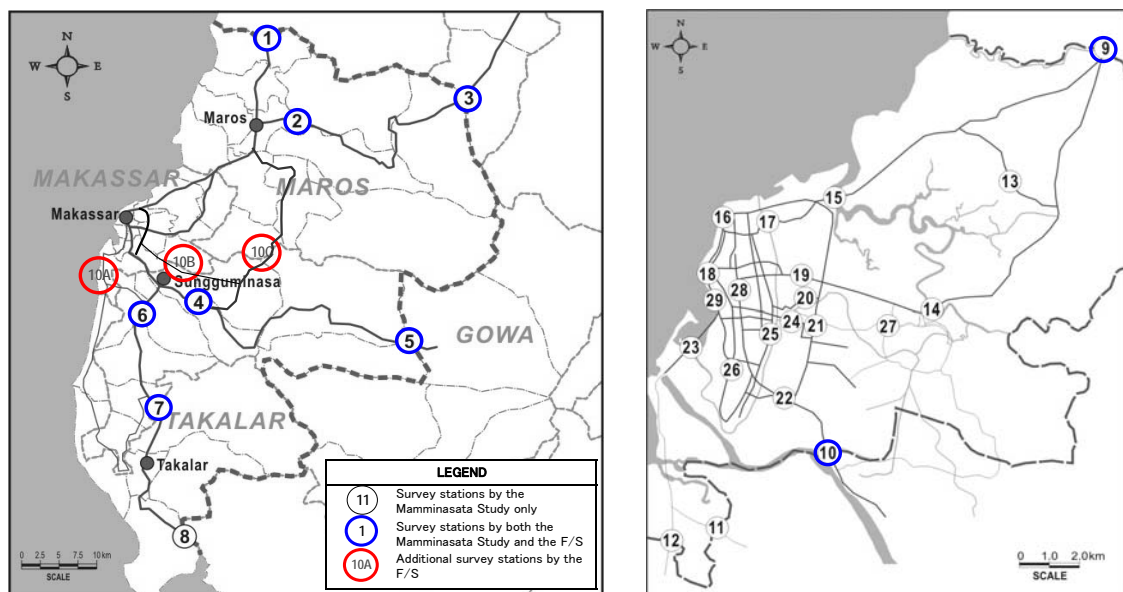 N
W E
S
1
3
2
Maros
MAKASSAR
MAROS
Makassar
10C
10B
10A
Sungguminasa
4
6
GOWA
5
7
TAKALAR
Takalar
8
0 2.5 5 7.5 10 km
SCALE
LEGEND
11 Survey stations by the
Mamminasata Study only
1 Survey stations by both the
Mamminasata Study and the F/S
10A Additional survey stations by the
F/S
N
W E
S
9
13
15
16
17
18
19
28
20
29
14
24
21
27
25
23
26
22
10
11
12
0 1.0 2.0km
SCALE